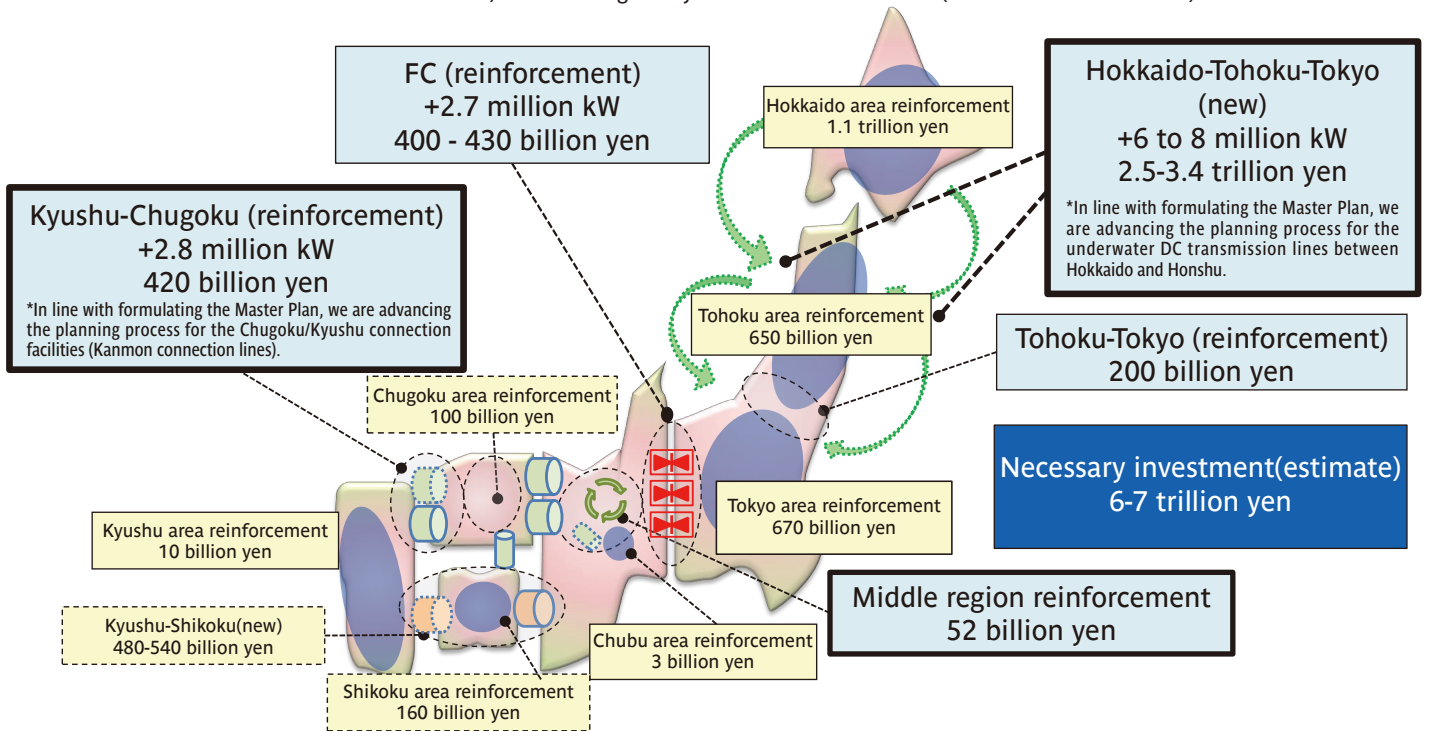 FC (reinforcement)
+2.7 million kW
400 - 430 billion yen
Hokkaido area reinforcement
1.1 trillion yen
Hokkaido-Tohoku-Tokyo
(new)
+6 to 8 million kW
2.5-3.4 trillion yen
*In line with formulating the Master Plan, we
are advancing the planning process for the
underwater DC transmission lines between
Hokkaido and Honshu.
Kyushu-Chugoku (reinforcement)
+2.8 million kW
420 billion yen
*In line with formulating the Master Plan, we are advancing
the planning process for the Chugoku/Kyushu connection
facilities (Kanmon connection lines).
Tohoku area reinforcement
650 billion yen
Tohoku-Tokyo (reinforcement)
200 billion yen
Chugoku area reinforcement
100 billion yen
Necessary investment(estimate)
6-7 trillion yen
Kyushu area reinforcement
10 billion yen
Tokyo area reinforcement
670 billion yen
Middle region reinforcement
52 billion yen
Kyushu-Shikoku(new)
480-540 billion yen
Chubu area reinforcement
3 billion yen
Shikoku area reinforcement
160 billion yen